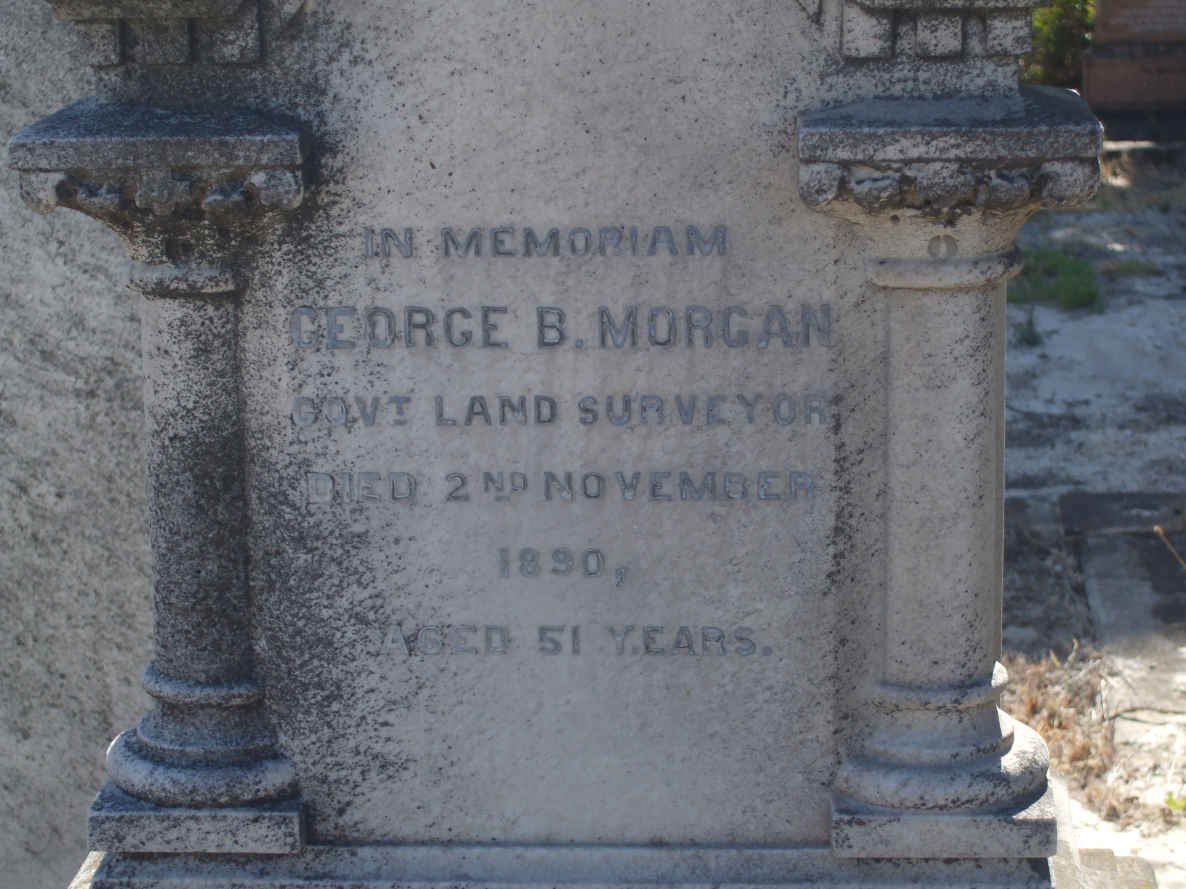 IN MEMORIAM
GEORGE B. MORGAN
GOVT LAND SURVEYOR
DIED 2ND NOVEMBER
1890,
AGED 51 YEARS.